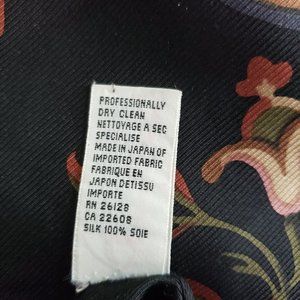 PROFESSIONALLY
DRY CLEAN
NETTOYAGE A SEC
SPECIALISE
MADE IN JAPAN OF
IMPORTED FABRIC
FABRIQUE EN
JAPON DETISSU
IMPORTE
RN 26128
CA 22608
SILK 100% SOIE